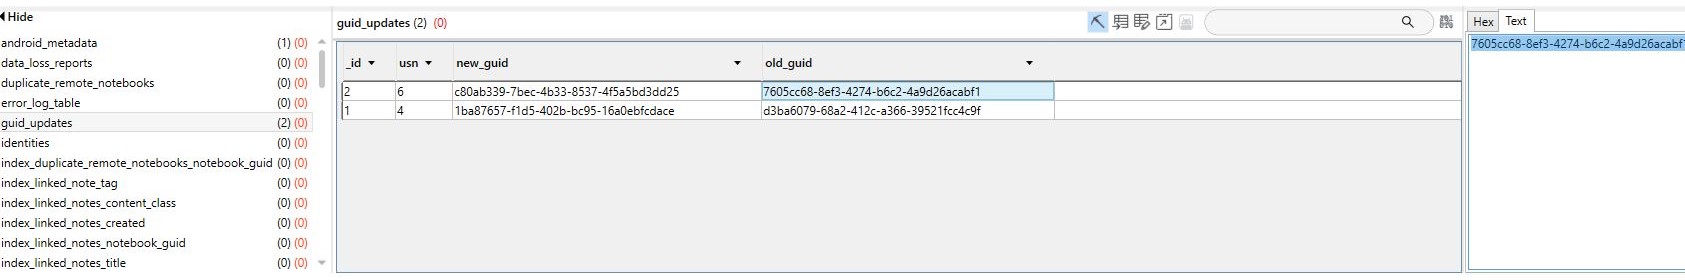 Hide
android_metadata (1) (0)
data_loss_reports (0) (0)
duplicate_remote_notebooks (0) (0)
error_log_table (0) (0)
guid_updates (2) (0)
identities (0) (0)
index_duplicate_remote_notebooks_notebook_guid (0) (0)
index_linked_note_tag (0) (0)
index_linked_notes_content_class (0) (0)
index_linked_notes_created (0) (0)
index_linked_notes_notebook_guid (0) (0)
index_linked_notes_title (0) (0)
guid_updates (2) (0)
_id usn new_guid old_guid
2 6 c80ab339-7bec-4b33-8537-4f5a5bd3dd25 7605cc68-8ef3-4274-b6c2-4a9d26acabf1
1 4 1ba87657-f1d5-402b-bc95-16a0ebfcdace d3ba6079-68a2-412c-a366-39521fcc4c9f
Hex Text
7605cc68-8ef3-4274-b6c2-4a9d26acabf1